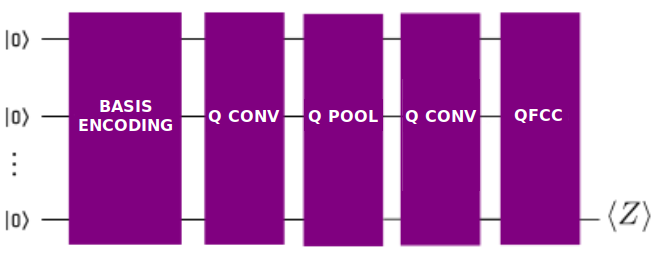 |0⟩
|0⟩
⋮
|0⟩
BASIS
ENCODING
Q CONV
Q POOL
Q CONV
QFCC
⟨Z⟩